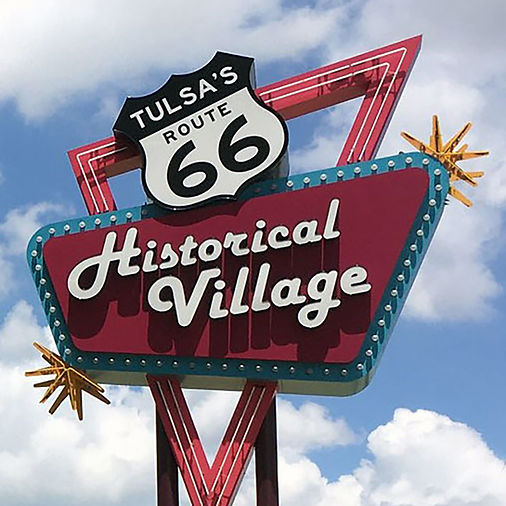 TULSA'S
ROUTE
66
Historical
Village